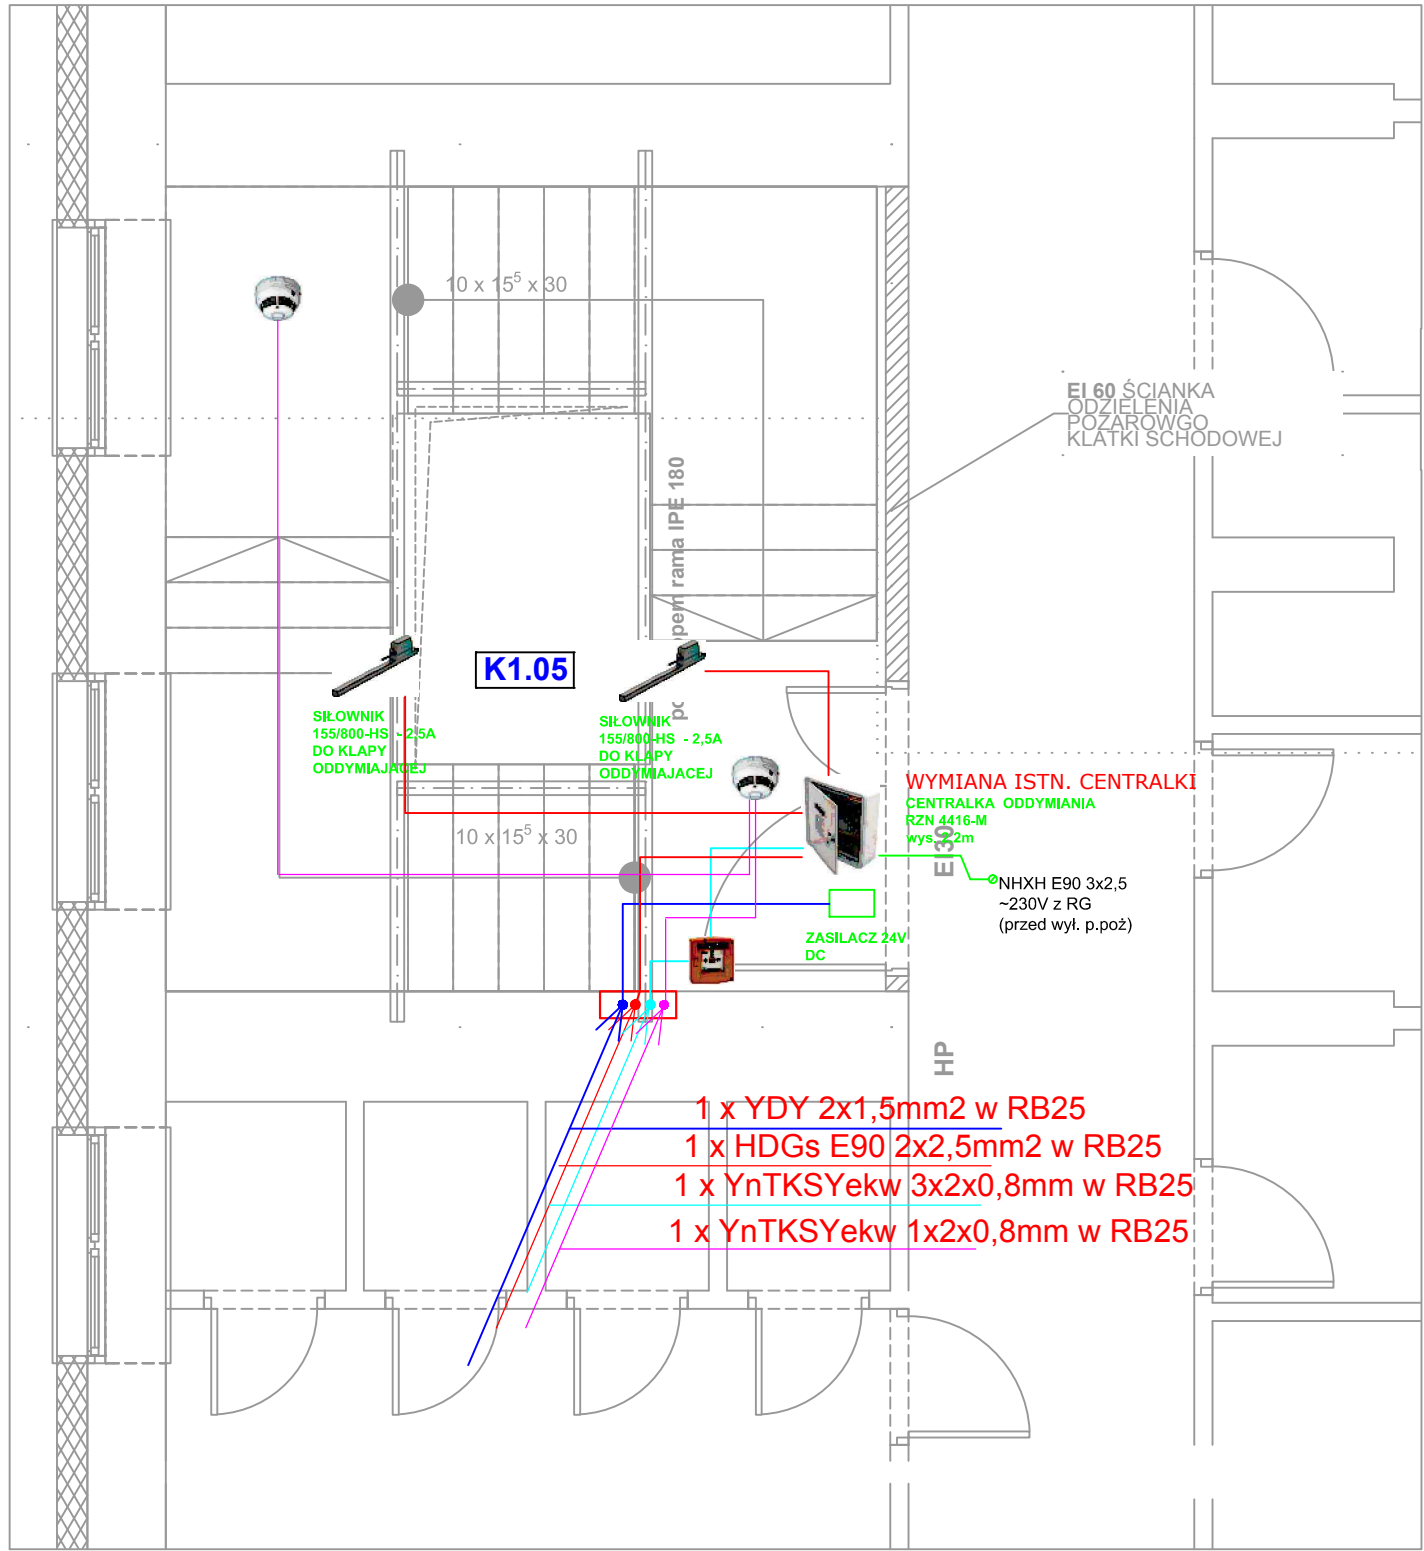 10 x 15⁵ x 30
EI 60 ŚCIANKA
ODZIELENIA
POŻAROWGO
KLATKI SCHODOWEJ
rama IPE 180
K1.05
SIŁOWNIK
155/800-HS - 2,5A
DO KLAPY
ODDYMIAJĄCEJ
SIŁOWNIK
155/800-HS - 2,5A
DO KLAPY
ODDYMIAJACEJ
WYMIANA ISTN. CENTRALKI
CENTRALKA ODDYMIANIA
RZN 4416-M
wys. 2,2m
EI30
10 x 15⁵ x 30
NHXH E90 3x2,5
~230V z RG
(przed wył. p.poż)
ZASILACZ 24V
DC
HP
1 x YDY 2x1,5mm2 w RB25
1 x HDGs E90 2x2,5mm2 w RB25
1 x YnTKSYekw 3x2x0,8mm w RB25
1 x YnTKSYekw 1x2x0,8mm w RB25